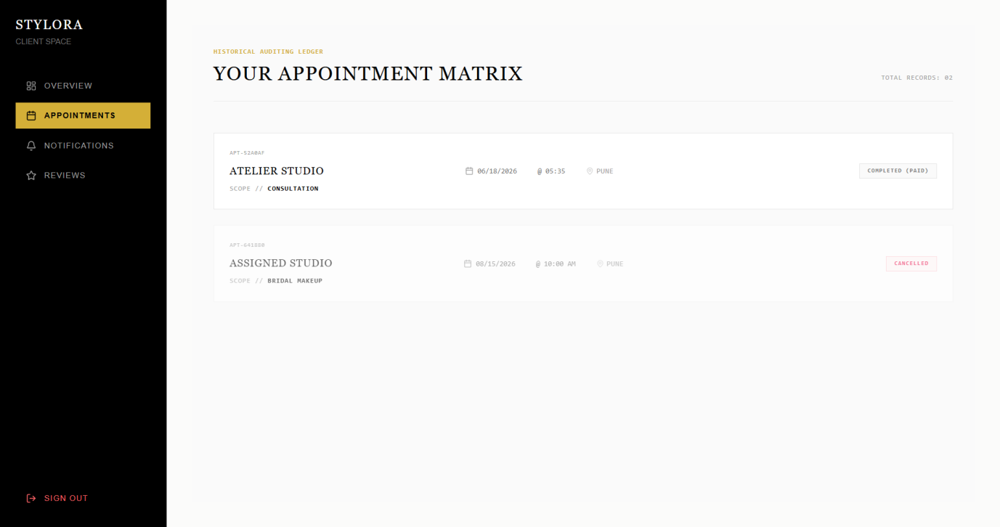 STYLORA
CLIENT SPACE
OVERVIEW
APPOINTMENTS
NOTIFICATIONS
REVIEWS
SIGN OUT
HISTORICAL AUDITING LEDGER
YOUR APPOINTMENT MATRIX
TOTAL RECORDS: 02
APT-52A0AF
ATELIER STUDIO
06/18/2026 @ 05:35 PUNE
COMPLETED (PAID)
SCOPE // CONSULTATION
APT-641880
ASSIGNED STUDIO
08/15/2026 @ 10:00 AM PUNE
CANCELLED
SCOPE // BRIDAL MAKEUP